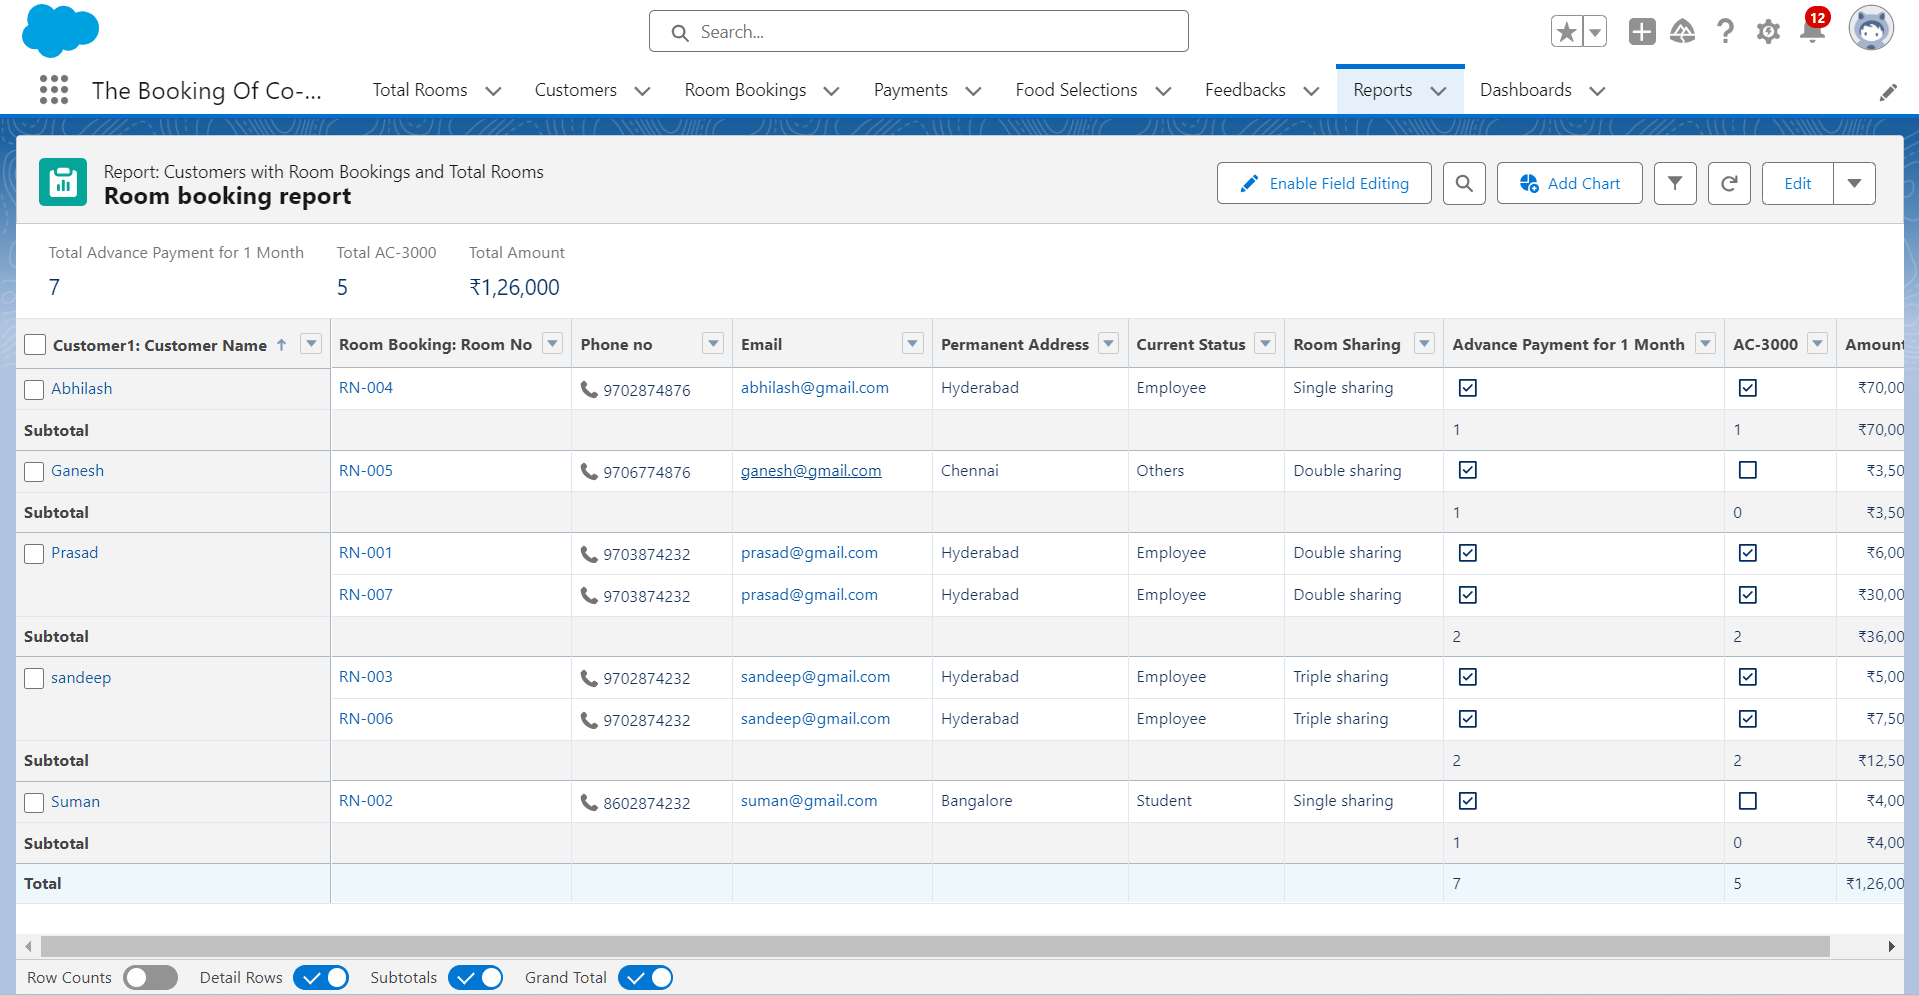 Search...
12
The Booking Of Co-...
Total Rooms
Customers
Room Bookings
Payments
Food Selections
Feedbacks
Reports
Dashboards
Report: Customers with Room Bookings and Total Rooms
Room booking report
Enable Field Editing
Add Chart
Edit
Total Advance Payment for 1 Month Total AC-3000 Total Amount
7 5 ₹1,26,000
Customer1: Customer Name Room Booking: Room No Phone no Email Permanent Address Current Status Room Sharing Advance Payment for 1 Month AC-3000 Amount
Abhilash RN-004 9702874876 abhilash@gmail.com Hyderabad Employee Single sharing ₹70,00
Subtotal 1 1 ₹70,00
Ganesh RN-005 9706774876 ganesh@gmail.com Chennai Others Double sharing ₹3,50
Subtotal 1 0 ₹3,50
Prasad RN-001 9703874232 prasad@gmail.com Hyderabad Employee Double sharing ₹6,00
RN-007 9703874232 prasad@gmail.com Hyderabad Employee Double sharing ₹30,00
Subtotal 2 2 ₹36,00
sandeep RN-003 9702874232 sandeep@gmail.com Hyderabad Employee Triple sharing ₹5,00
RN-006 9702874232 sandeep@gmail.com Hyderabad Employee Triple sharing ₹7,50
Subtotal 2 2 ₹12,50
Suman RN-002 8602874232 suman@gmail.com Bangalore Student Single sharing ₹4,00
Subtotal 1 0 ₹4,00
Total 7 5 ₹1,26,00
Row Counts Detail Rows Subtotals Grand Total